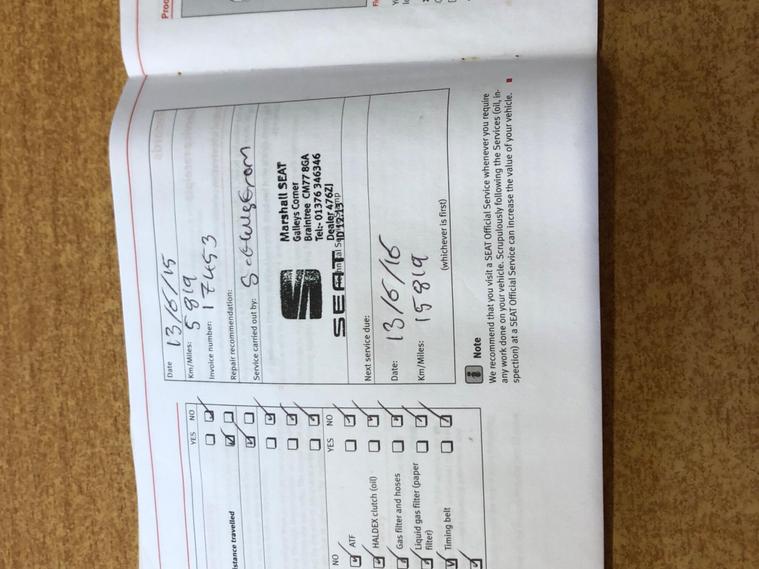 Date 13/6/15
Km/Miles: 5819
Invoice number: 17453
Repair recommendation:
Service carried out by:
Marshall SEAT
Galleys Corner
Braintree CM77 8GA
Tel:- 01376 346346
Dealer 476ZJ
SEAT
Next service due:
Date: 13/6/16
Km/Miles: 15819
(whichever is first)
Note
We recommend that you visit a SEAT Official Service whenever you require
any work done on your vehicle. Scrupulously following the Services (oil, in-
spection) at a SEAT Official Service can increase the value of your vehicle.
YES NO
istance travelled
NO YES NO
ATF
HALDEX clutch (oil)
Gas filter and hoses
Liquid gas filter (paper
filter)
Timing belt